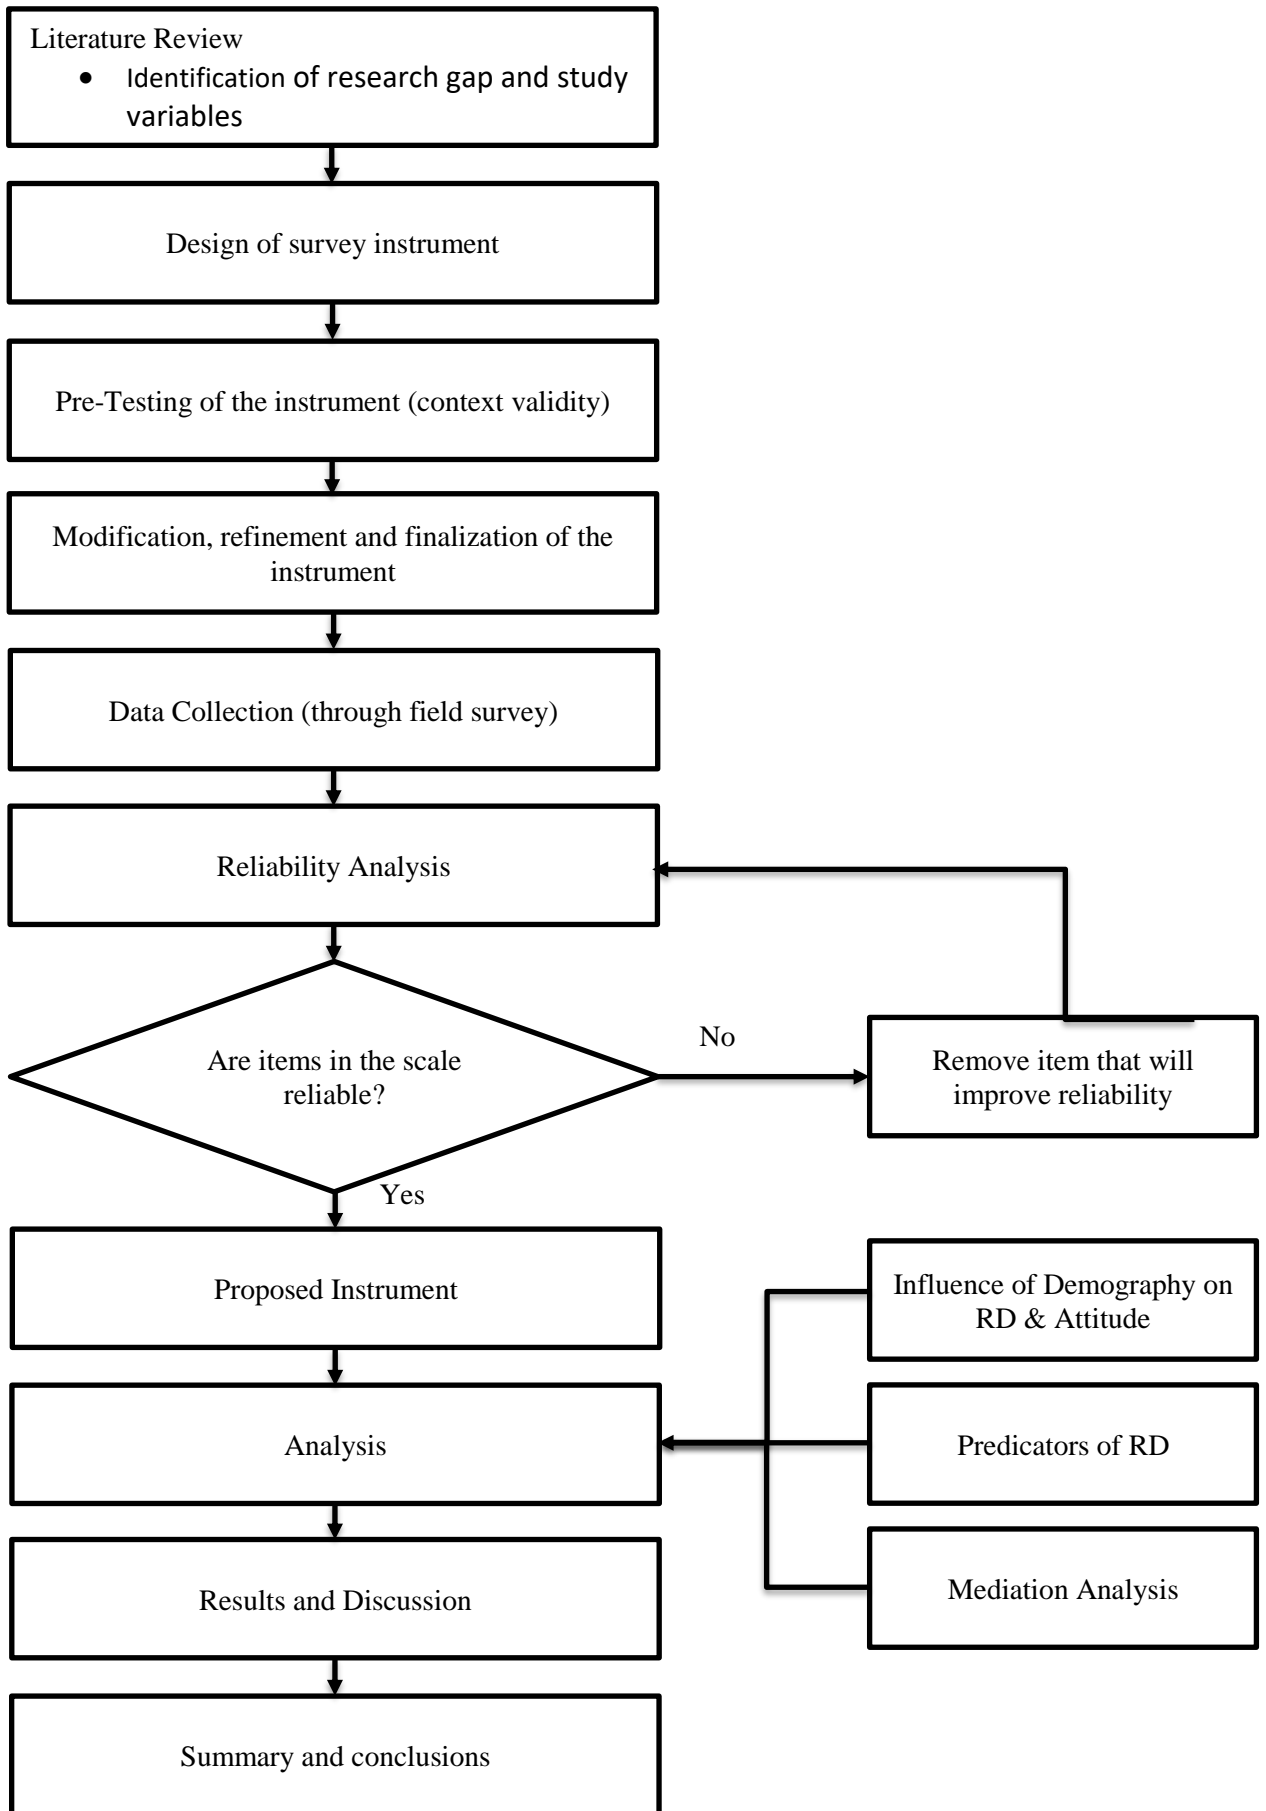 Literature Review
• Identification of research gap and study
variables
Design of survey instrument
Pre-Testing of the instrument (context validity)
Modification, refinement and finalization of the
instrument
Data Collection (through field survey)
Reliability Analysis
Are items in the scale
reliable?
No
Remove item that will
improve reliability
Yes
Proposed Instrument
Influence of Demography on
RD & Attitude
Analysis
Predicators of RD
Results and Discussion
Mediation Analysis
Summary and conclusions